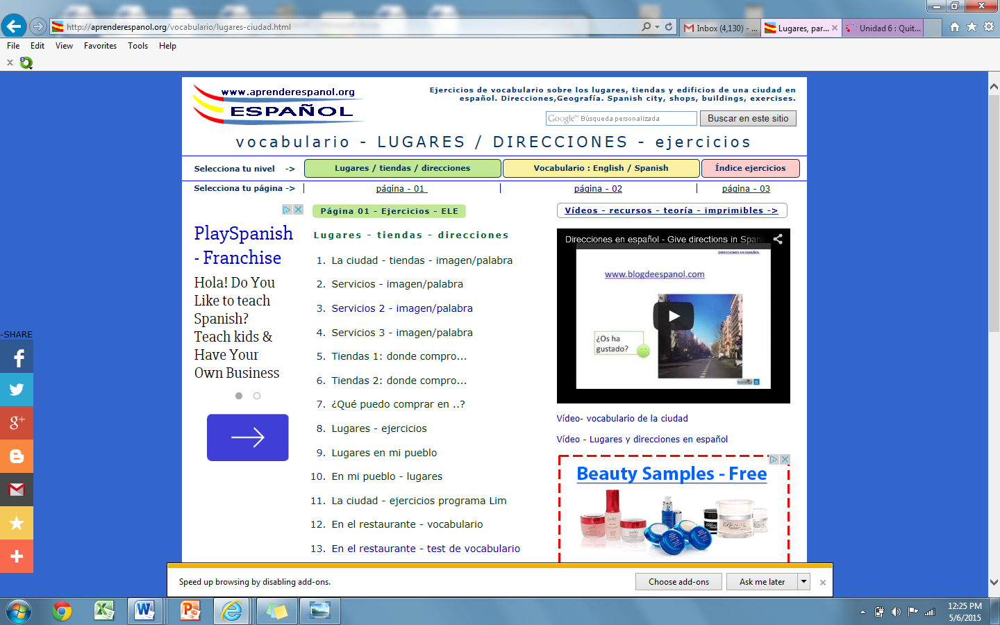 http://aprenderespanol.org/vocabulario/lugares-ciudad.html
Inbox (4,130) - ...
Lugares, par...
Unidad 6 : Quit...
File Edit View Favorites Tools Help
www.aprenderespanol.org
ESPAÑOL
Ejercicios de vocabulario sobre los lugares, tiendas y edificios de una ciudad en
español. Direcciones,Geografía. Spanish city, shops, buildings, exercises.
Google™ Búsqueda personalizada
Buscar en este sitio
vocabulario - LUGARES / DIRECCIONES - ejercicios
Selecciona tu nivel -> Lugares / tiendas / direcciones Vocabulario : English / Spanish Índice ejercicios
Selecciona tu página -> página - 01 página - 02 página - 03
PlaySpanish
- Franchise
Hola! Do You
Like to teach
Spanish?
Teach kids &
Have Your
Own Business
Página 01 - Ejercicios - ELE
Lugares - tiendas - direcciones
1. La ciudad - tiendas - imagen/palabra
2. Servicios - imagen/palabra
3. Servicios 2 - imagen/palabra
4. Servicios 3 - imagen/palabra
5. Tiendas 1: donde compro...
6. Tiendas 2: donde compro...
7. ¿Qué puedo comprar en ..?
8. Lugares - ejercicios
9. Lugares en mi pueblo
10. En mi pueblo - lugares
11. La ciudad - ejercicios programa Lim
12. En el restaurante - vocabulario
13. En el restaurante - test de vocabulario
Vídeos - recursos - teoría - imprimibles ->
Direcciones en español - Give directions in Spani
DIRECCIONES EN ESPAÑOL
www.blogdeespanol.com
¿Os ha
gustado?
Vídeo- vocabulario de la ciudad
Vídeo - Lugares y direcciones en español
Beauty Samples - Free
-SHARE
Speed up browsing by disabling add-ons.
Choose add-ons
Ask me later
12:25 PM
5/6/2015